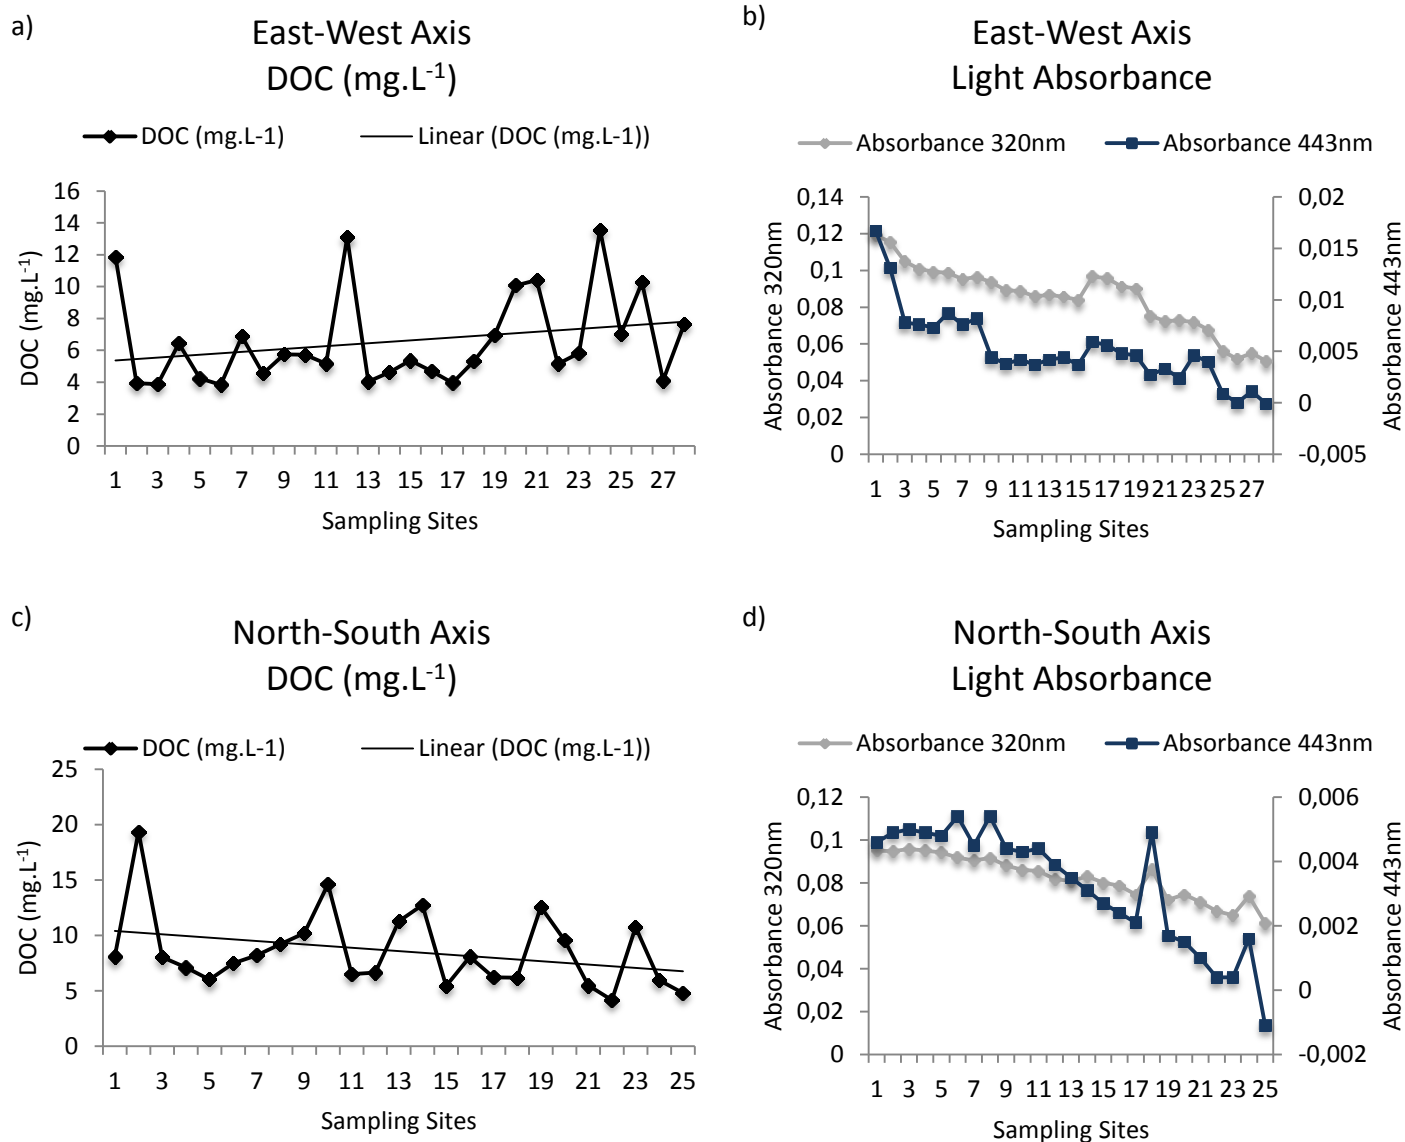 a)
East-West Axis
DOC (mg.L-1)
DOC (mg.L-1)
Linear (DOC (mg.L-1))
DOC (mg.L-1)
16
14
12
10
8
6
4
2
0
1 3 5 7 9 11 13 15 17 19 21 23 25 27
Sampling Sites
b)
East-West Axis
Light Absorbance
Absorbance 320nm
Absorbance 443nm
Absorbance 320nm
0,14
0,12
0,1
0,08
0,06
0,04
0,02
0
0,02
0,015
0,01
0,005
0
-0,005
Absorbance 443nm
1 3 5 7 9 11 13 15 17 19 21 23 25 27
Sampling Sites
c)
North-South Axis
DOC (mg.L-1)
DOC (mg.L-1)
Linear (DOC (mg.L-1))
DOC (mg.L-1)
25
20
15
10
5
0
1 3 5 7 9 11 13 15 17 19 21 23 25
Sampling Sites
d)
North-South Axis
Light Absorbance
Absorbance 320nm
Absorbance 443nm
Absorbance 320nm
0,12
0,1
0,08
0,06
0,04
0,02
0
0,006
0,004
0,002
0
-0,002
Absorbance 443nm
1 3 5 7 9 11 13 15 17 19 21 23 25
Sampling Sites